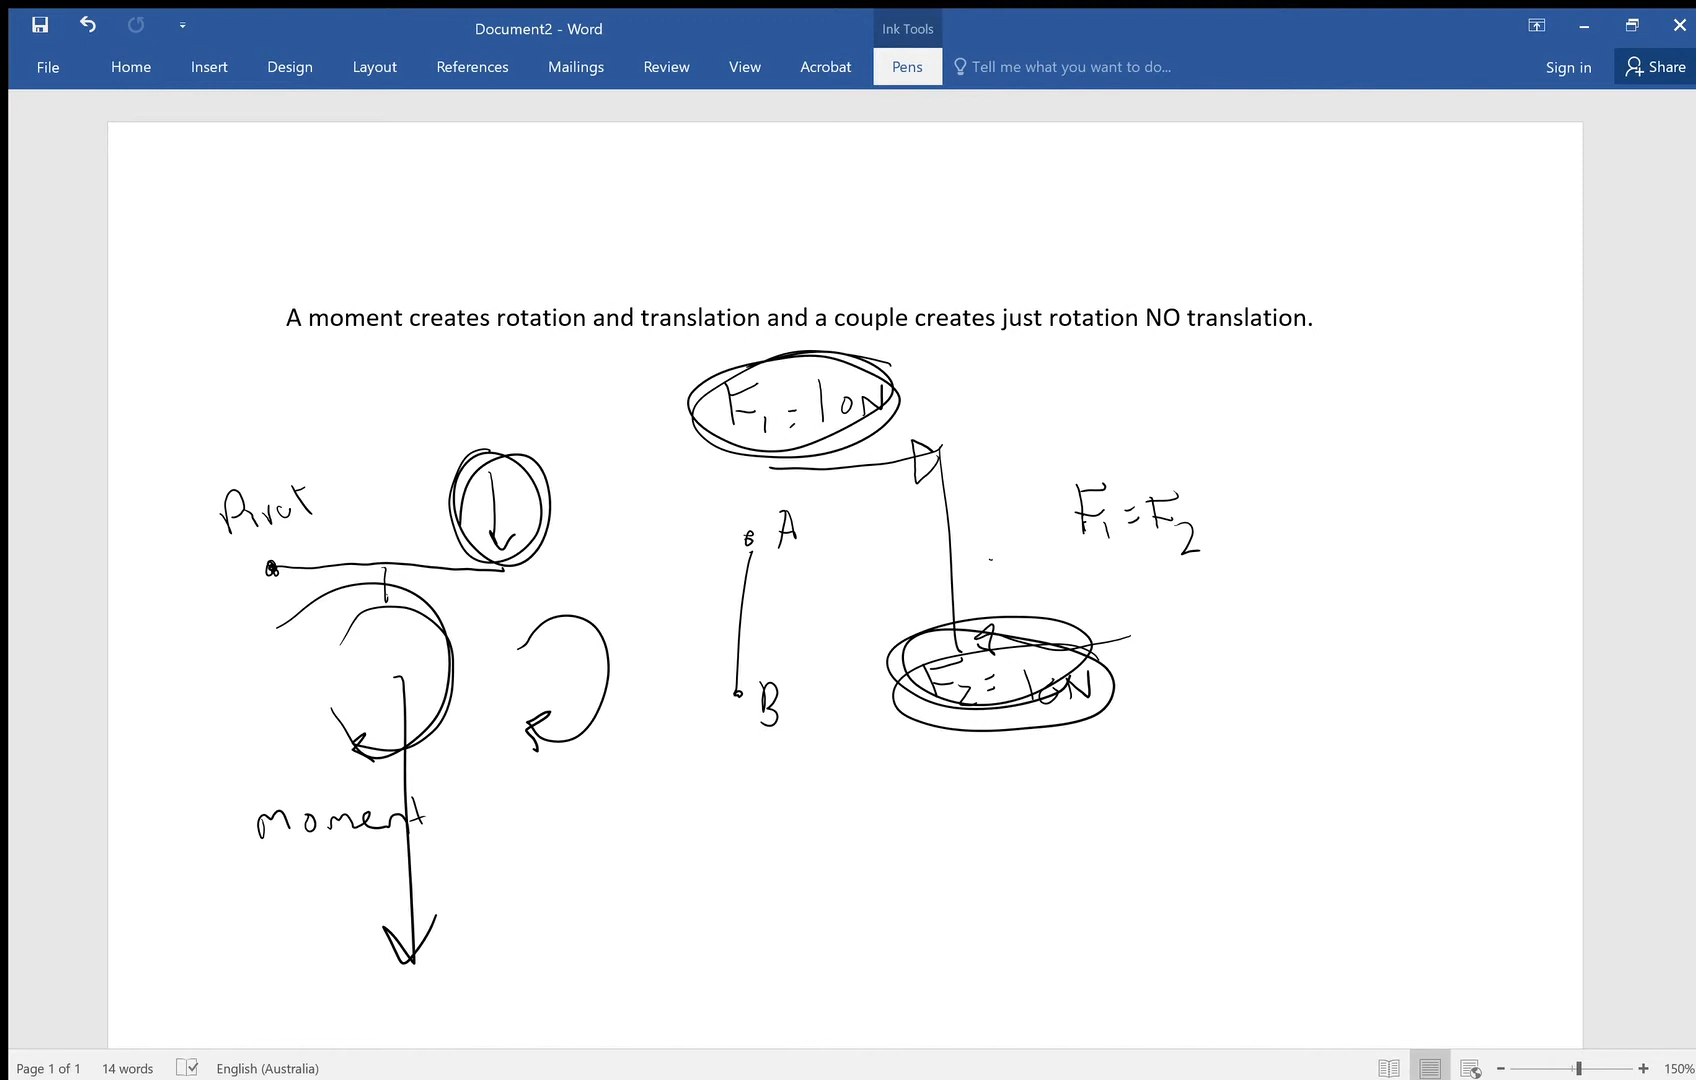 Document2 - Word
Ink Tools
File Home Insert Design Layout References Mailings Review View Acrobat Pens Tell me what you want to do... Sign in Share
A moment creates rotation and translation and a couple creates just rotation NO translation.
F1 = 10N
Pivot
A
F1 = F2
B
F2 = 10N
moment
Page 1 of 1 14 words English (Australia) 150%